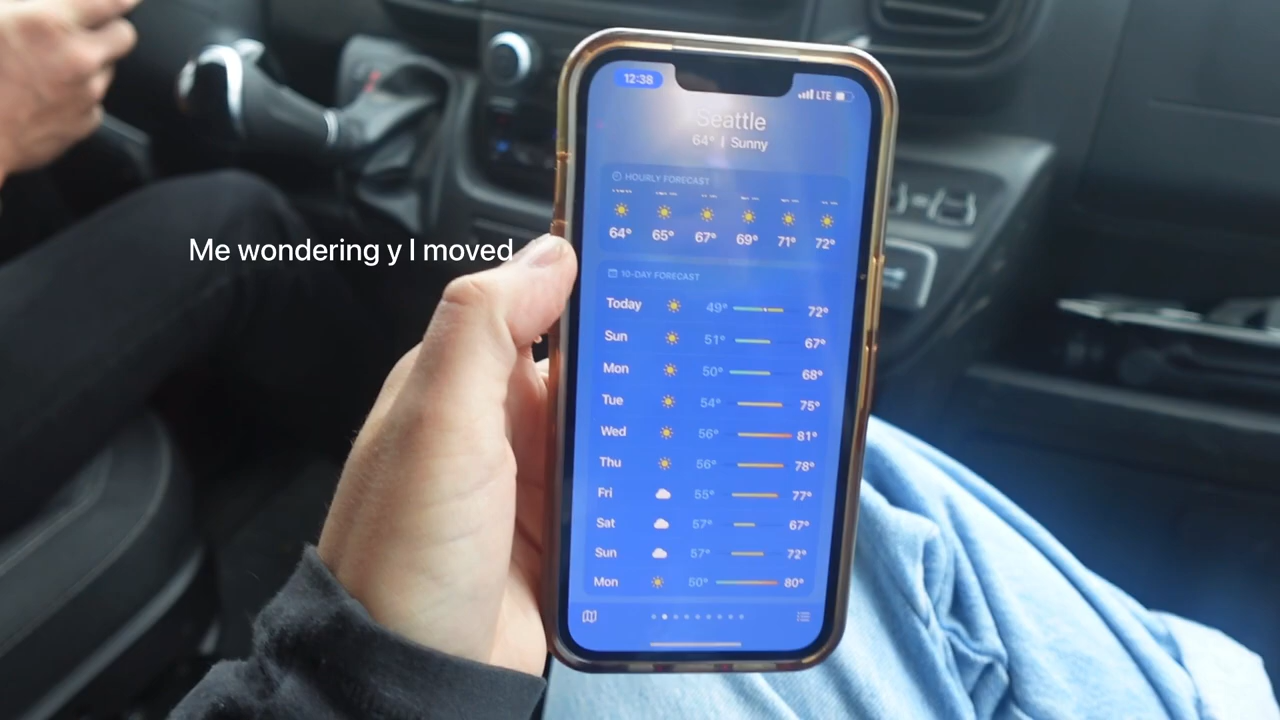 12:38
LTE
Seattle
64° | Sunny
HOURLY FORECAST
64° 65° 67° 69° 71° 72°
Me wondering y I moved
10-DAY FORECAST
Today 49° 72°
Sun 51° 67°
Mon 50° 68°
Tue 54° 75°
Wed 56° 81°
Thu 56° 78°
Fri 55° 77°
Sat 57° 67°
Sun 57° 72°
Mon 50° 80°